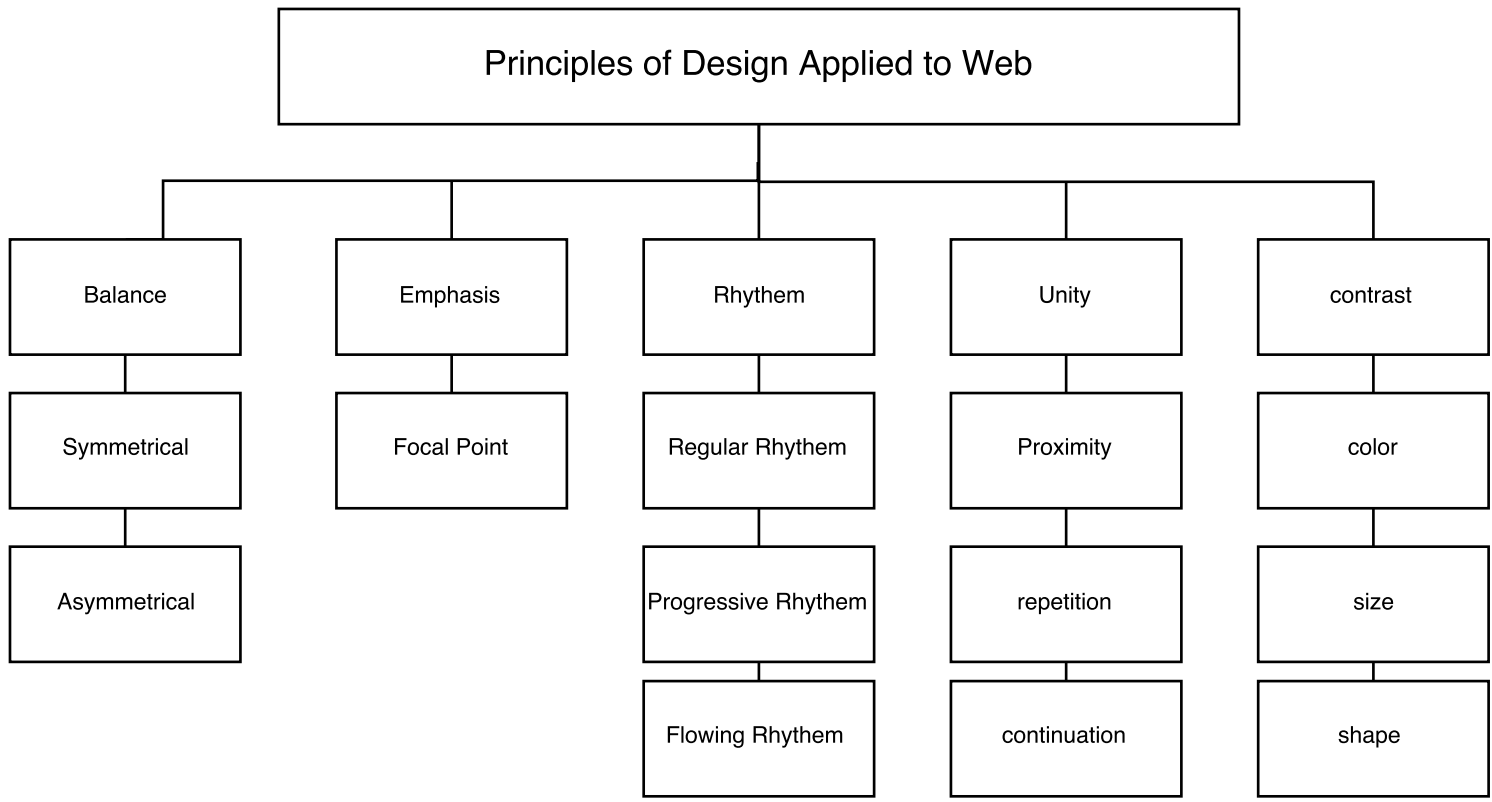 Principles of Design Applied to Web
Balance
Emphasis
Rhythem
Unity
contrast
Symmetrical
Focal Point
Regular Rhythem
Proximity
color
Asymmetrical
Progressive Rhythem
repetition
size
Flowing Rhythem
continuation
shape